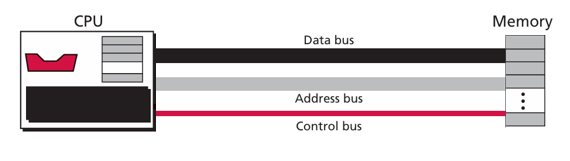 CPU
Memory
Data bus
Address bus
Control bus